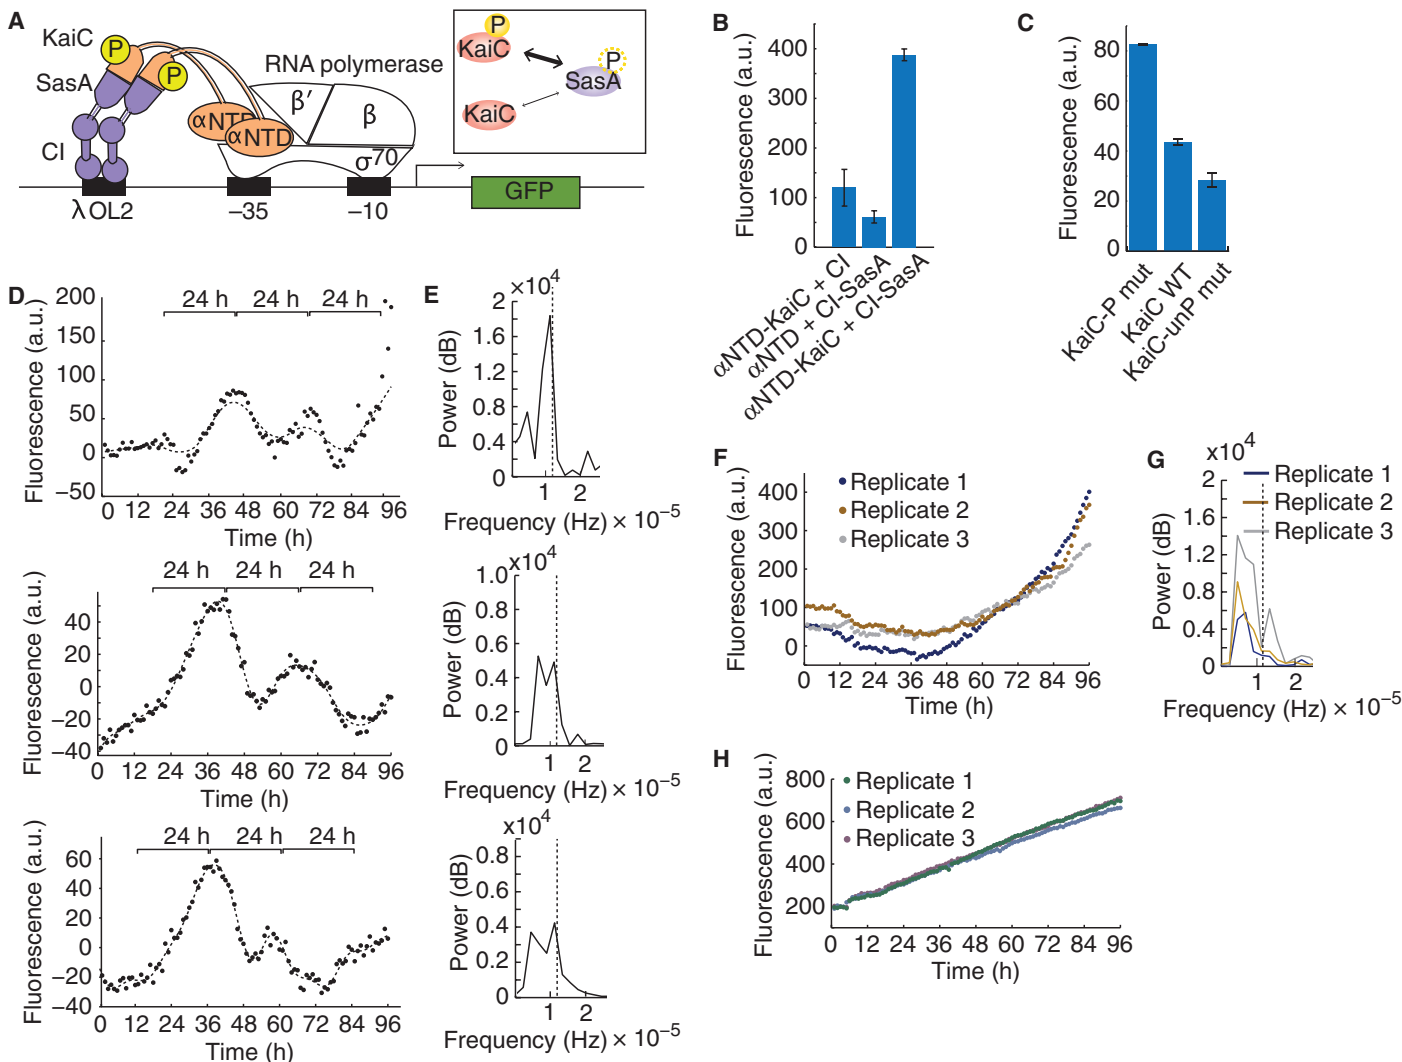 A
KaiC
P
P
SasA
RNA polymerase
β′
β
αNTD
αNTD
CI
σ70
λOL2
−35
−10
GFP
P
KaiC
P
SasA
KaiC
B
Fluorescence (a.u.)
400
300
200
100
0
αNTD-KaiC + CI
αNTD + CI-SasA
αNTD-KaiC + CI-SasA
C
Fluorescence (a.u.)
80
60
40
20
0
KaiC-P mut
KaiC WT
KaiC-unP mut
D
Fluorescence (a.u.)
200
150
100
50
0
−50
24 h
24 h
24 h
0 12 24 36 48 60 72 84 96
Time (h)
Fluorescence (a.u.)
60
40
20
0
−20
−40
24 h
24 h
24 h
0 12 24 36 48 60 72 84 96
Time (h)
Fluorescence (a.u.)
60
40
20
0
−20
−40
24 h
24 h
24 h
0 12 24 36 48 60 72 84 96
Time (h)
E
×10⁴
Power (dB)
2
1.6
1.2
0.8
0.4
0
1 2
Frequency (Hz) × 10⁻⁵
×10⁴
Power (dB)
1.0
0.8
0.6
0.4
0.2
0
1 2
Frequency (Hz) × 10⁻⁵
×10⁴
Power (dB)
0.8
0.6
0.4
0.2
0
1 2
Frequency (Hz) × 10⁻⁵
F
Fluorescence (a.u.)
400
300
200
100
0
Replicate 1
Replicate 2
Replicate 3
0 12 24 36 48 60 72 84 96
Time (h)
G
×10⁴
Power (dB)
2
1.6
1.2
0.8
0.4
0
Replicate 1
Replicate 2
Replicate 3
1 2
Frequency (Hz) × 10⁻⁵
H
Fluorescence (a.u.)
800
600
400
200
Replicate 1
Replicate 2
Replicate 3
0 12 24 36 48 60 72 84 96
Time (h)